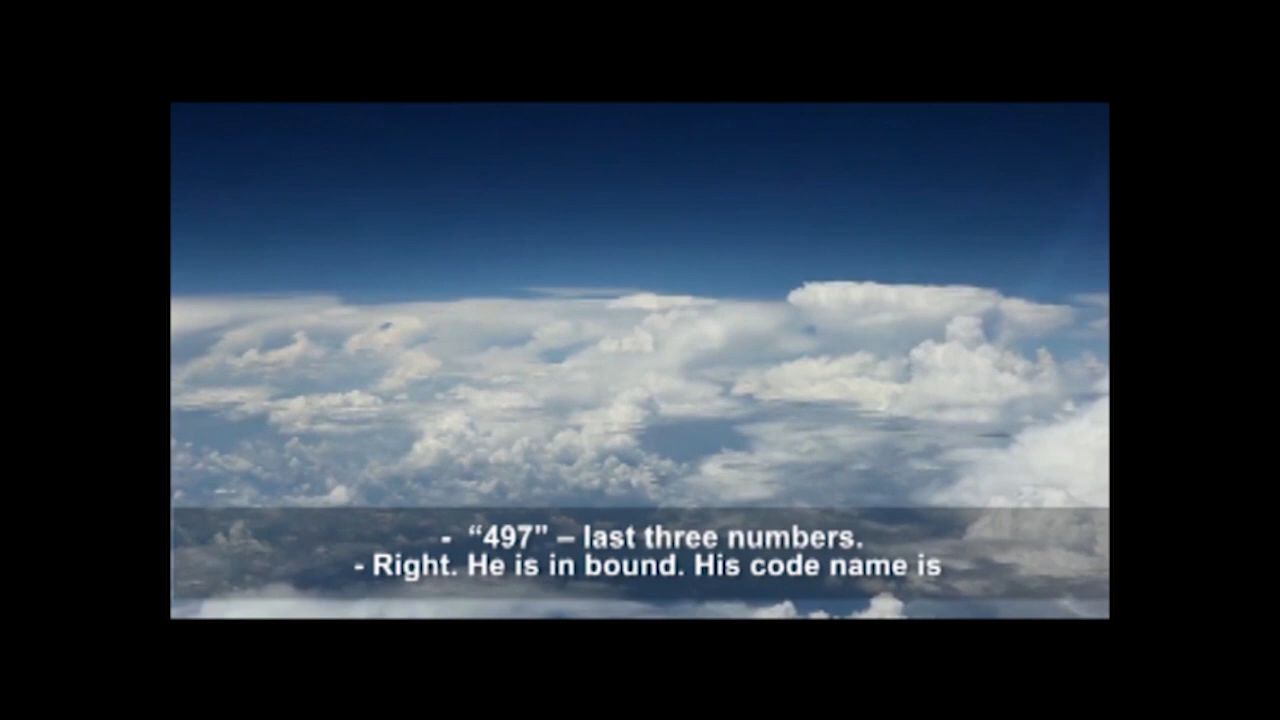 - “497” – last three numbers.
- Right. He is in bound. His code name is